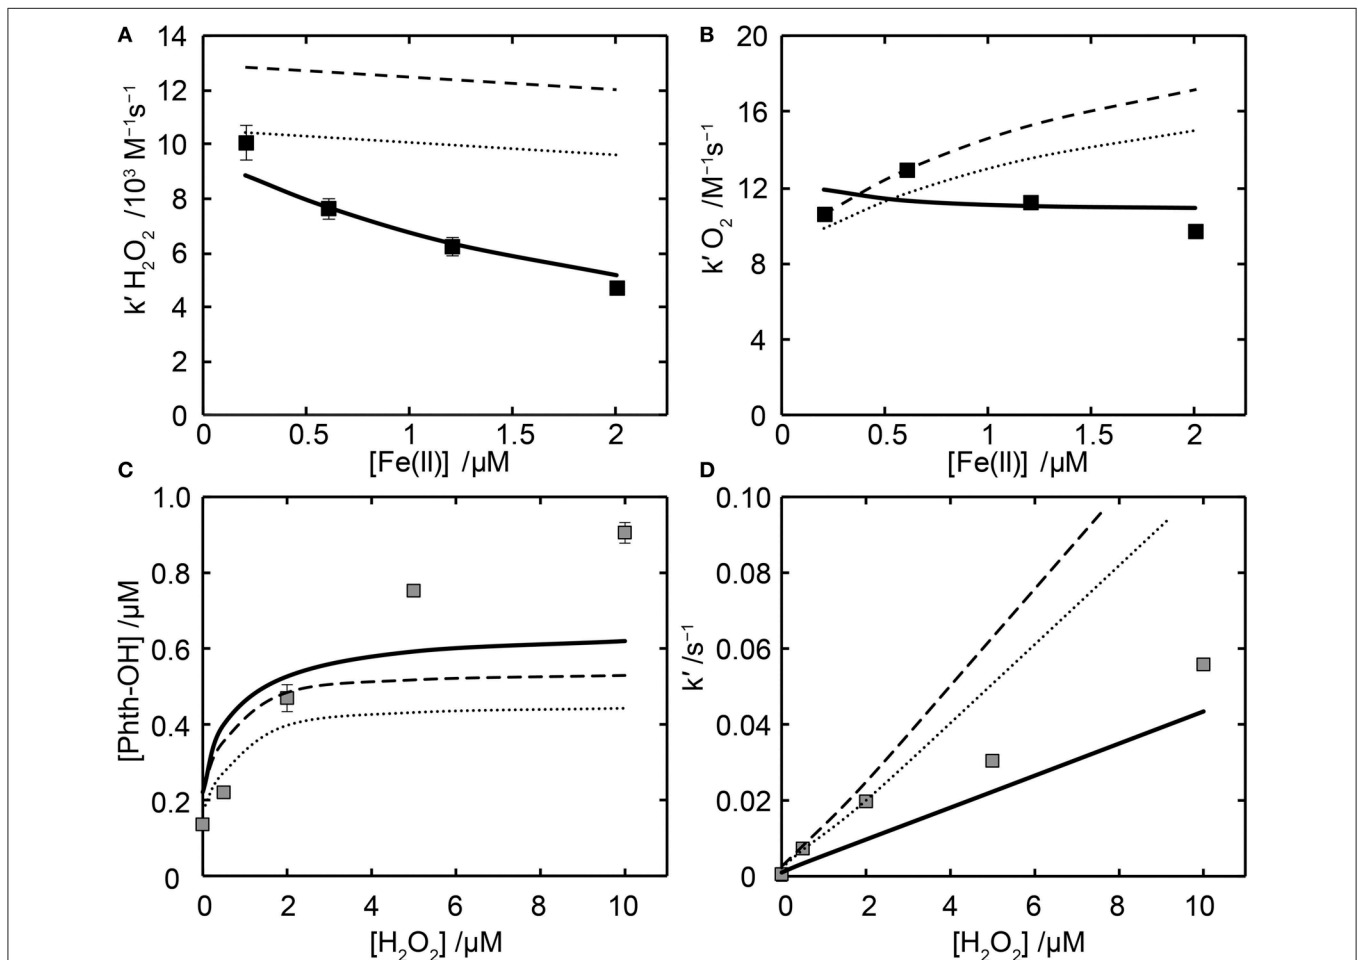 A
14
12
10
8
6
4
2
0
k′ H₂O₂ /10³ M⁻¹s⁻¹
0 0.5 1 1.5 2
[Fe(II)] /µM
B
20
16
12
8
4
0
k′ O₂ /M⁻¹s⁻¹
0 0.5 1 1.5 2
[Fe(II)] /µM
C
1.0
0.8
0.6
0.4
0.2
0
[Phth-OH] /µM
0 2 4 6 8 10
[H₂O₂] /µM
D
0.10
0.08
0.06
0.04
0.02
0
k′ /s⁻¹
0 2 4 6 8 10
[H₂O₂] /µM